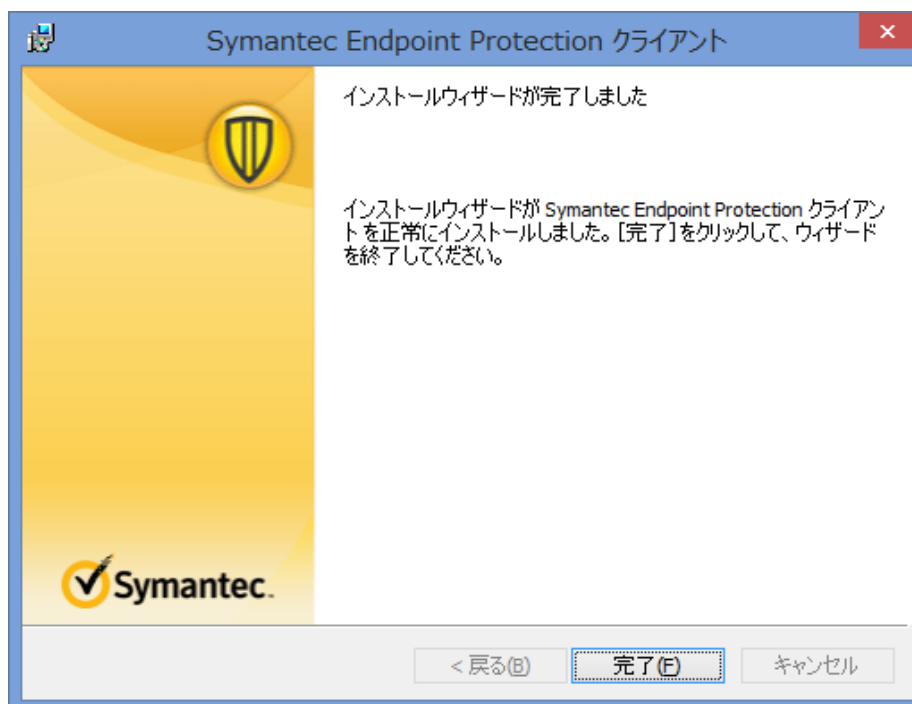 Symantec Endpoint Protection クライアント
インストールウィザードが完了しました
インストールウィザードが Symantec Endpoint Protection クライアン
トを正常にインストールしました。[完了]をクリックして、ウィザード
を終了してください。
Symantec.
< 戻る(B) 完了(F) キャンセル